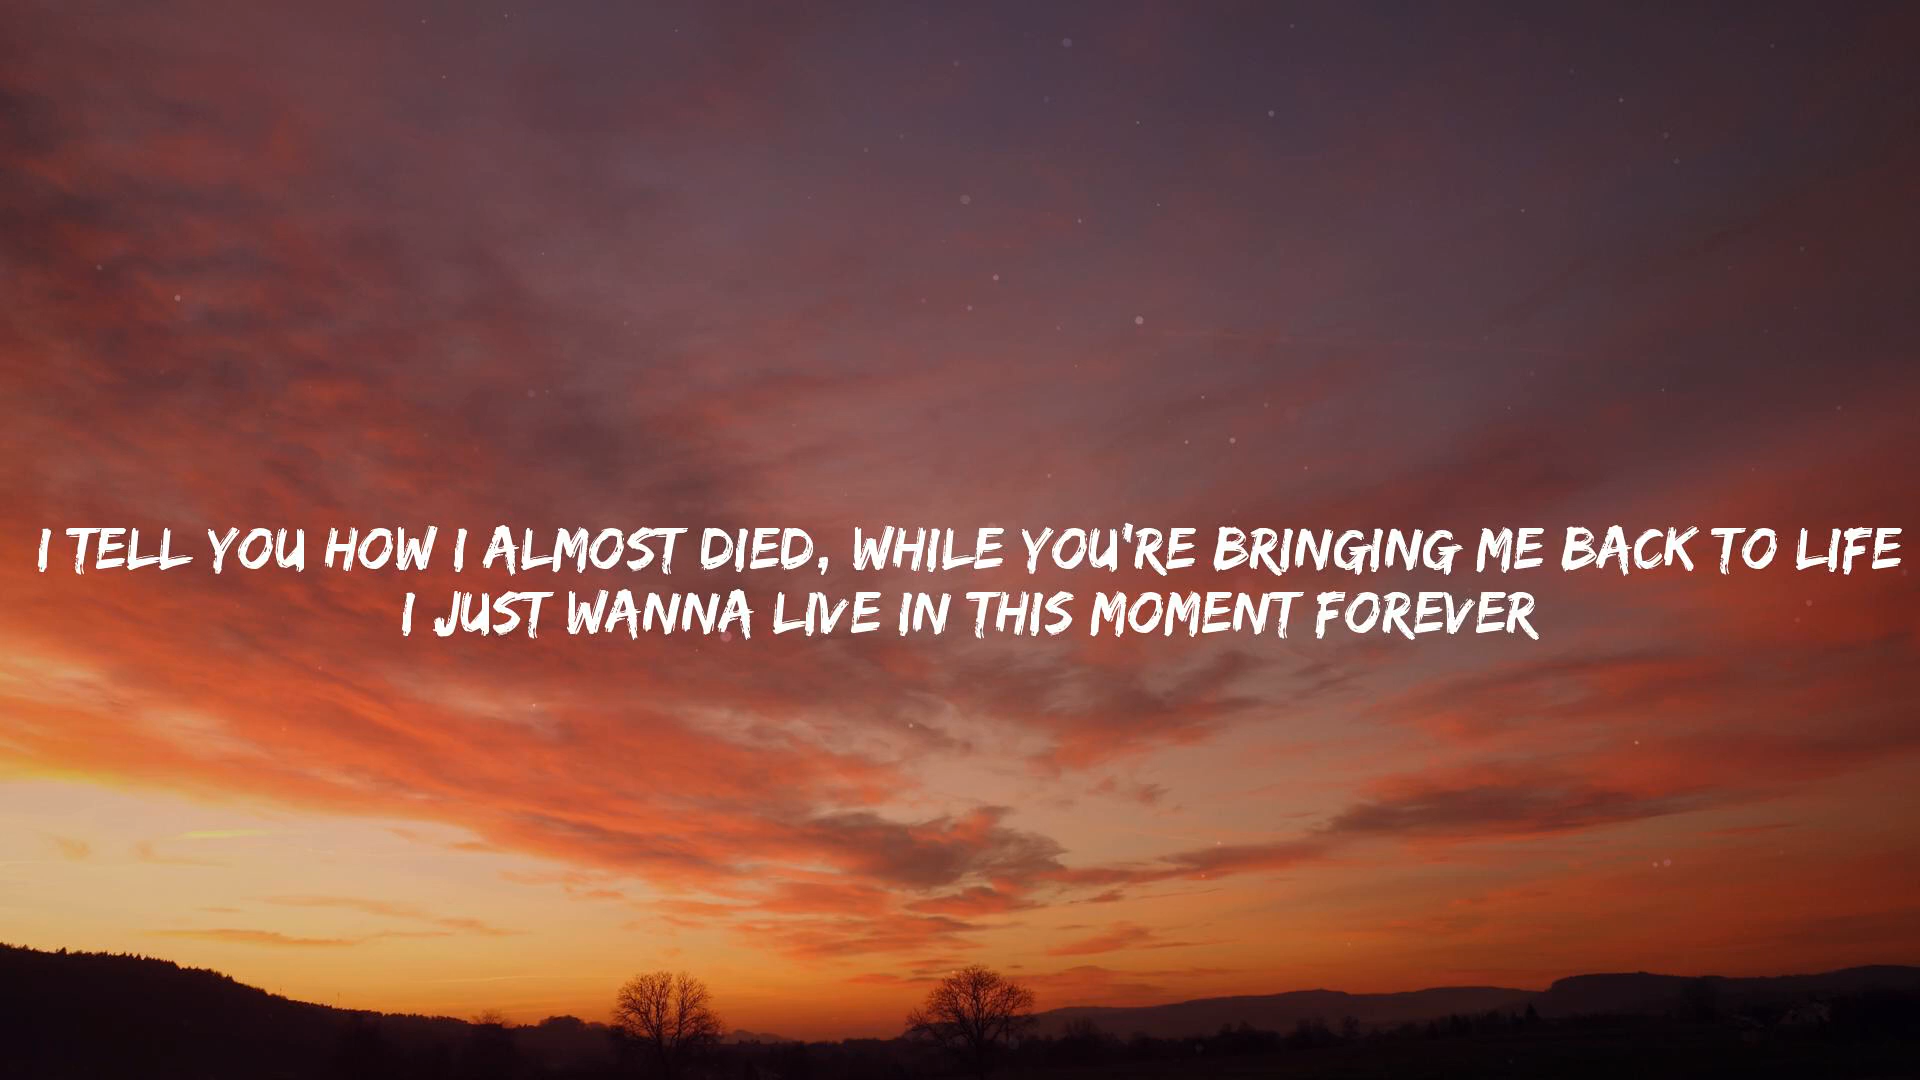 I TELL YOU HOW I ALMOST DIED, WHILE YOU'RE BRINGING ME BACK TO LIFE
I JUST WANNA LIVE IN THIS MOMENT FOREVER